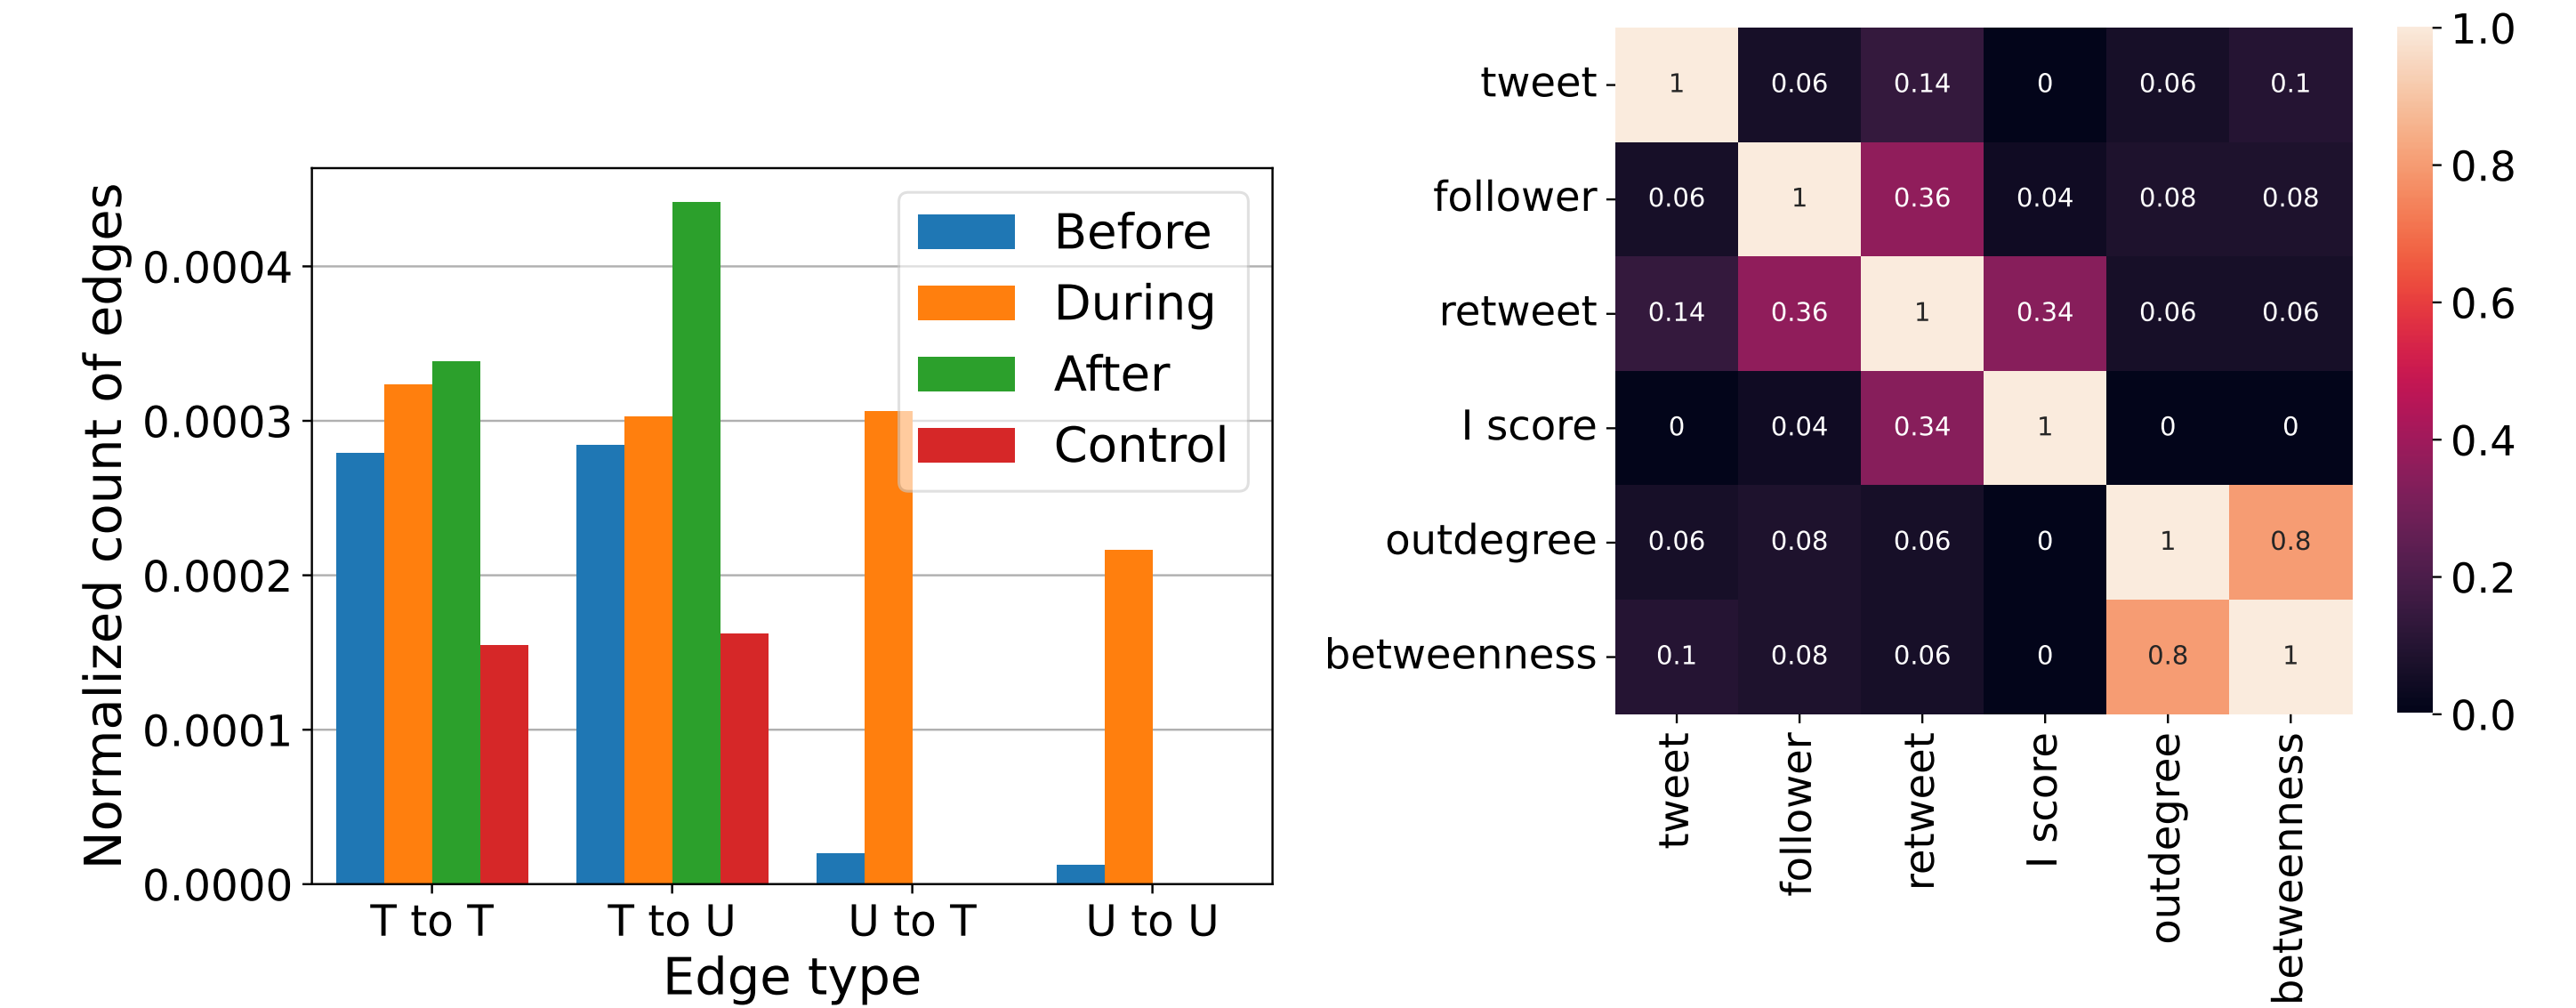 Normalized count of edges
0.0004
0.0003
0.0002
0.0001
0.0000
T to T T to U U to T U to U
Edge type
Before
During
After
Control
tweet 1 0.06 0.14 0 0.06 0.1
follower 0.06 1 0.36 0.04 0.08 0.08
retweet 0.14 0.36 1 0.34 0.06 0.06
I score 0 0.04 0.34 1 0 0
outdegree 0.06 0.08 0.06 0 1 0.8
betweenness 0.1 0.08 0.06 0 0.8 1
tweet follower retweet I score outdegree betweenness
1.0
0.8
0.6
0.4
0.2
0.0